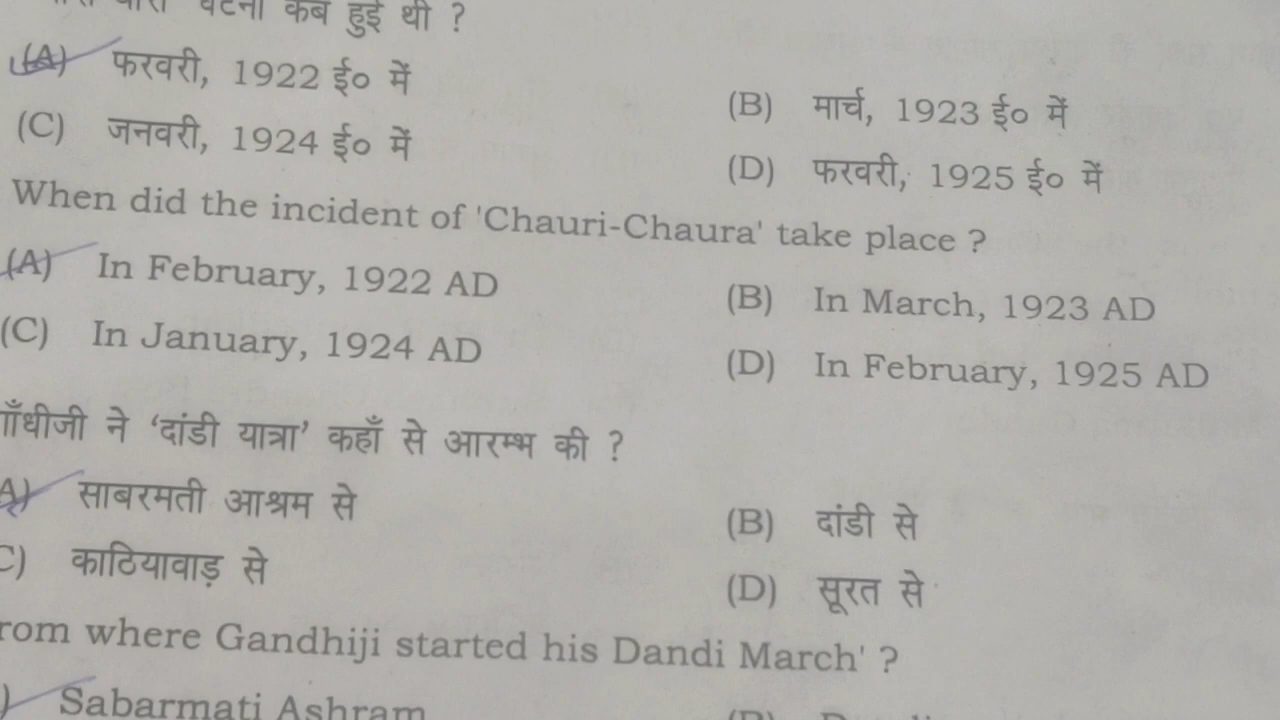 घटना कब हुई थी ?
(A) फरवरी, 1922 ई० में
(B) मार्च, 1923 ई० में
(C) जनवरी, 1924 ई० में
(D) फरवरी, 1925 ई० में
When did the incident of 'Chauri-Chaura' take place ?
(A) In February, 1922 AD
(B) In March, 1923 AD
(C) In January, 1924 AD
(D) In February, 1925 AD
गाँधीजी ने ‘दांडी यात्रा’ कहाँ से आरम्भ की ?
A) साबरमती आश्रम से
(B) दांडी से
C) काठियावाड़ से
(D) सूरत से
rom where Gandhiji started his Dandi March' ?
) Sabarmati Ashram